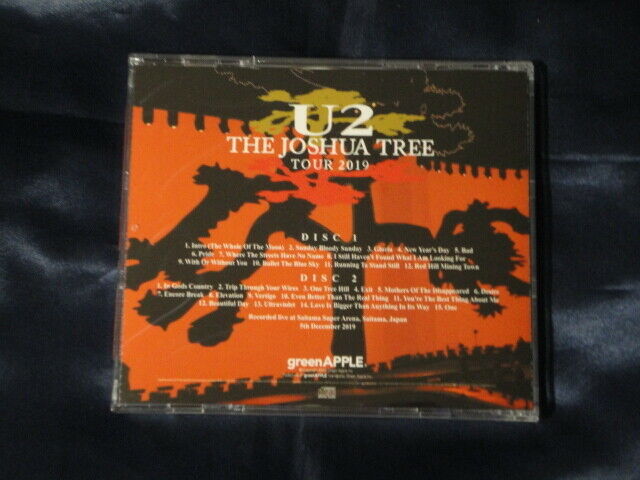 U2
THE JOSHUA TREE
TOUR 2019
DISC 1
1. Intro (The Whole Of The Moon) 2. Sunday Bloody Sunday 3. Gloria 4. New Year's Day 5. Bad
6. Pride 7. Where The Streets Have No Name 8. I Still Haven't Found What I Am Looking For
9. With Or Without You 10. Bullet The Blue Sky 11. Running To Stand Still 12. Red Hill Mining Town
DISC 2
1. In Gods Country 2. Trip Through Your Wires 3. One Tree Hill 4. Exit 5. Mothers Of The Disappeared 6. Desire
7. Encore Break 8. Elevation 9. Vertigo 10. Even Better Than The Real Thing 11. You're The Best Thing About Me
12. Beautiful Day 13. Ultraviolet 14. Love Is Bigger Than Anything In Its Way 15. One
Recorded live at Saitama Super Arena, Saitama, Japan
5th December 2019
greenAPPLE